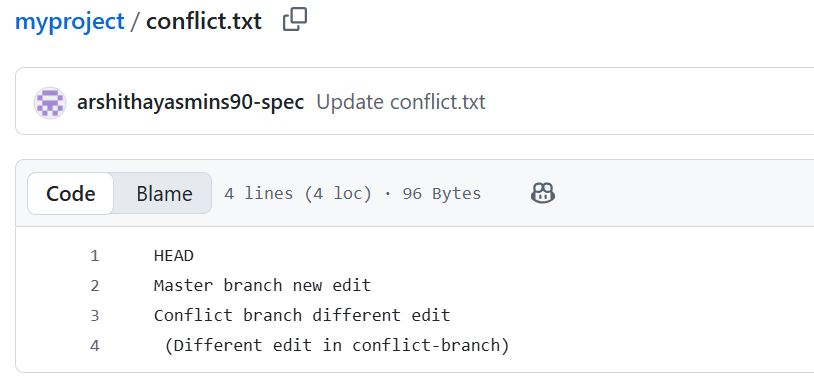 myproject / conflict.txt
arshithayasmins90-spec Update conflict.txt
Code Blame 4 lines (4 loc) · 96 Bytes
1 HEAD
2 Master branch new edit
3 Conflict branch different edit
4 (Different edit in conflict-branch)